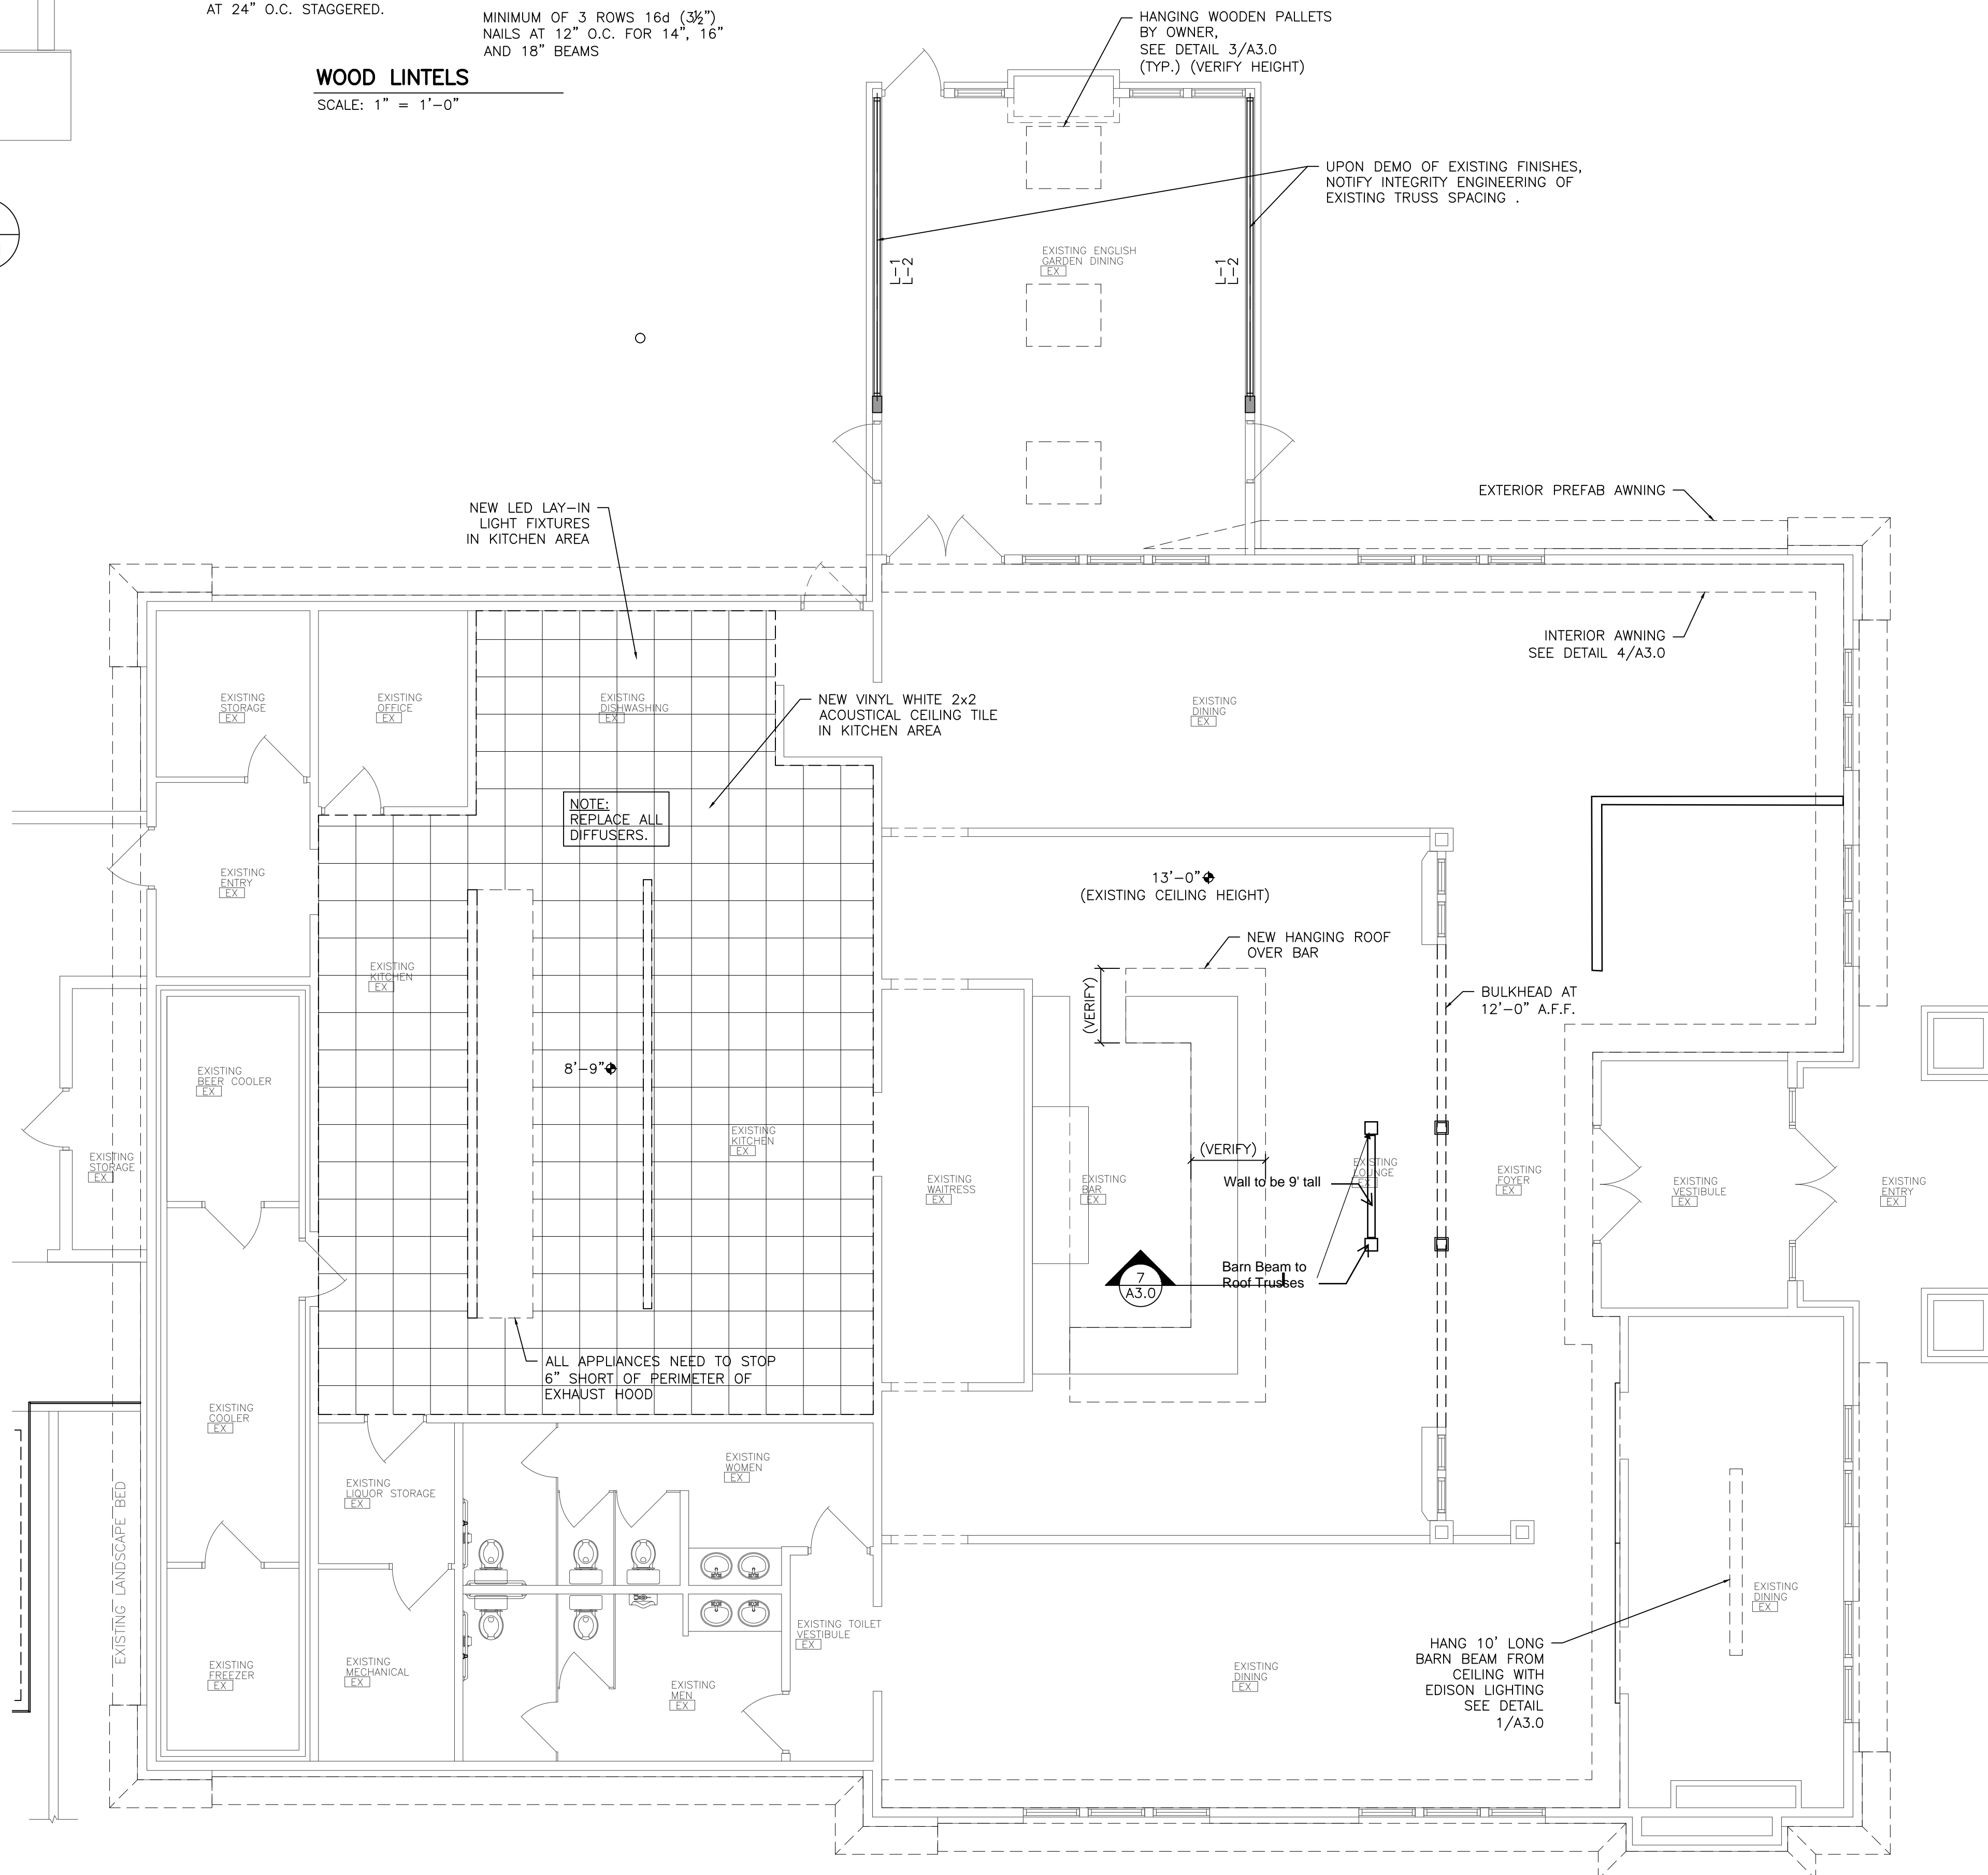 AT 24" O.C. STAGGERED.
MINIMUM OF 3 ROWS 16d (3½")
NAILS AT 12" O.C. FOR 14", 16"
AND 18" BEAMS
WOOD LINTELS
SCALE: 1" = 1'-0"
HANGING WOODEN PALLETS
BY OWNER,
SEE DETAIL 3/A3.0
(TYP.) (VERIFY HEIGHT)
UPON DEMO OF EXISTING FINISHES,
NOTIFY INTEGRITY ENGINEERING OF
EXISTING TRUSS SPACING .
EXISTING ENGLISH
GARDEN DINING
EX
L-1
L-2
L-1
L-2
EXTERIOR PREFAB AWNING
NEW LED LAY-IN
LIGHT FIXTURES
IN KITCHEN AREA
INTERIOR AWNING
SEE DETAIL 4/A3.0
EXISTING
STORAGE
EX
EXISTING
OFFICE
EX
EXISTING
DISHWASHING
EX
NEW VINYL WHITE 2x2
ACOUSTICAL CEILING TILE
IN KITCHEN AREA
EXISTING
DINING
EX
NOTE:
REPLACE ALL
DIFFUSERS.
EXISTING
ENTRY
EX
13'-0"
(EXISTING CEILING HEIGHT)
NEW HANGING ROOF
OVER BAR
EXISTING
KITCHEN
EX
(VERIFY)
BULKHEAD AT
12'-0" A.F.F.
EXISTING
BEER COOLER
EX
8'-9"
EXISTING
KITCHEN
EX
EXISTING
STORAGE
EX
(VERIFY)
EXISTING
WAITRESS
EX
EXISTING
BAR
EX
Wall to be 9' tall
EXISTING
LOUNGE
EX
EXISTING
FOYER
EX
EXISTING
VESTIBULE
EX
EXISTING
ENTRY
EX
7
A3.0
Barn Beam to
Roof Trusses
ALL APPLIANCES NEED TO STOP
6" SHORT OF PERIMETER OF
EXHAUST HOOD
EXISTING
COOLER
EX
EXISTING LANDSCAPE BED
EXISTING
LIQUOR STORAGE
EX
EXISTING
WOMEN
EX
EXISTING TOILET
VESTIBULE
EX
EXISTING
DINING
EX
EXISTING
FREEZER
EX
EXISTING
MECHANICAL
EX
EXISTING
MEN
EX
EXISTING
DINING
EX
HANG 10' LONG
BARN BEAM FROM
CEILING WITH
EDISON LIGHTING
SEE DETAIL
1/A3.0